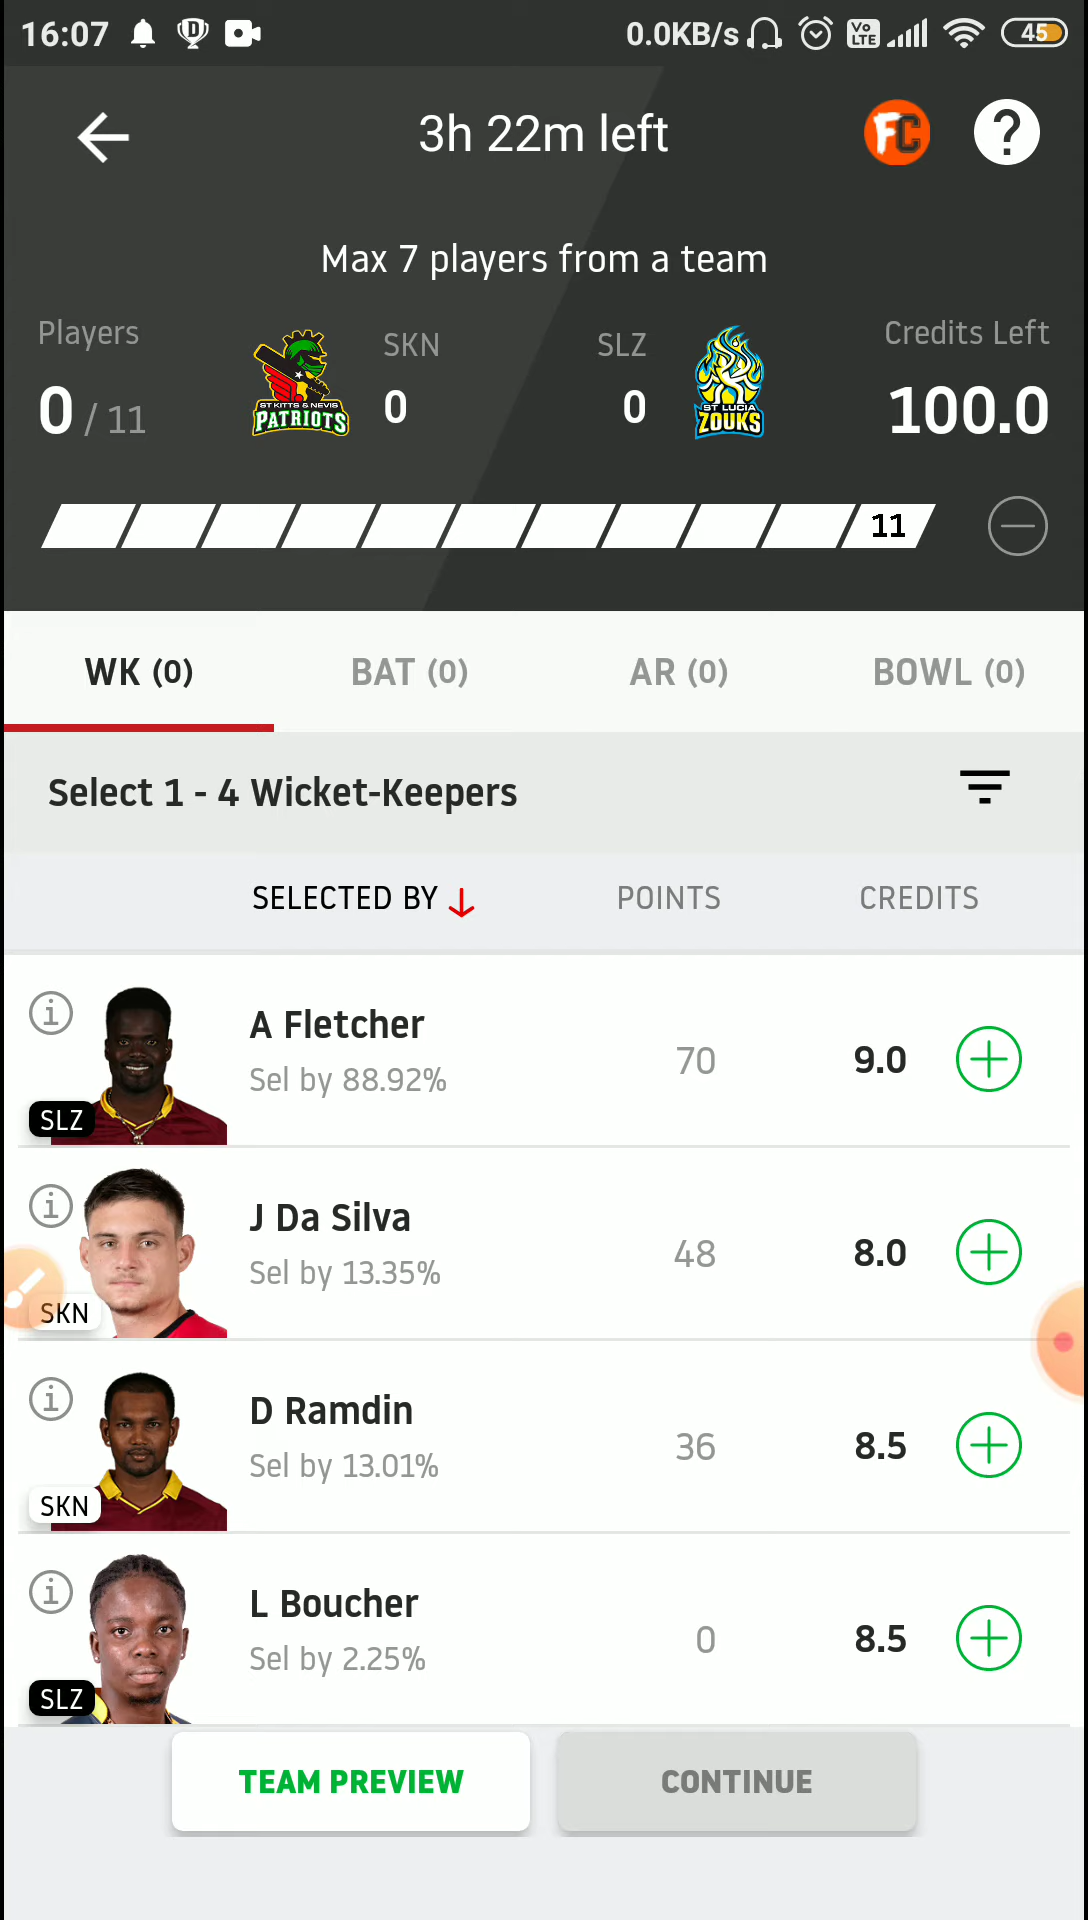 16:07
0.0KB/s
Vo LTE
45
3h 22m left
FC
?
Max 7 players from a team
Players
SKN
SLZ
Credits Left
0 / 11
ST KITTS & NEVIS
PATRIOTS
0
0
ST LUCIA
ZOUKS
100.0
11
WK (0)
BAT (0)
AR (0)
BOWL (0)
Select 1 - 4 Wicket-Keepers
SELECTED BY
POINTS
CREDITS
A Fletcher
Sel by 88.92%
70
9.0
SLZ
J Da Silva
Sel by 13.35%
48
8.0
SKN
D Ramdin
Sel by 13.01%
36
8.5
SKN
L Boucher
Sel by 2.25%
0
8.5
SLZ
TEAM PREVIEW
CONTINUE